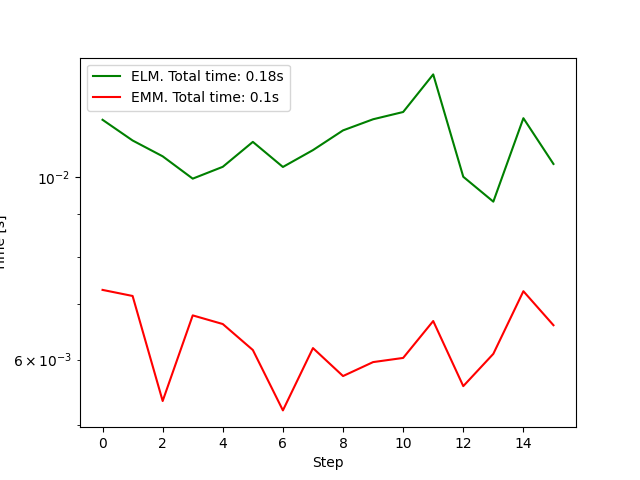 ELM. Total time: 0.18s
EMM. Total time: 0.1s
10⁻²
6 × 10⁻³
0 2 4 6 8 10 12 14
Step